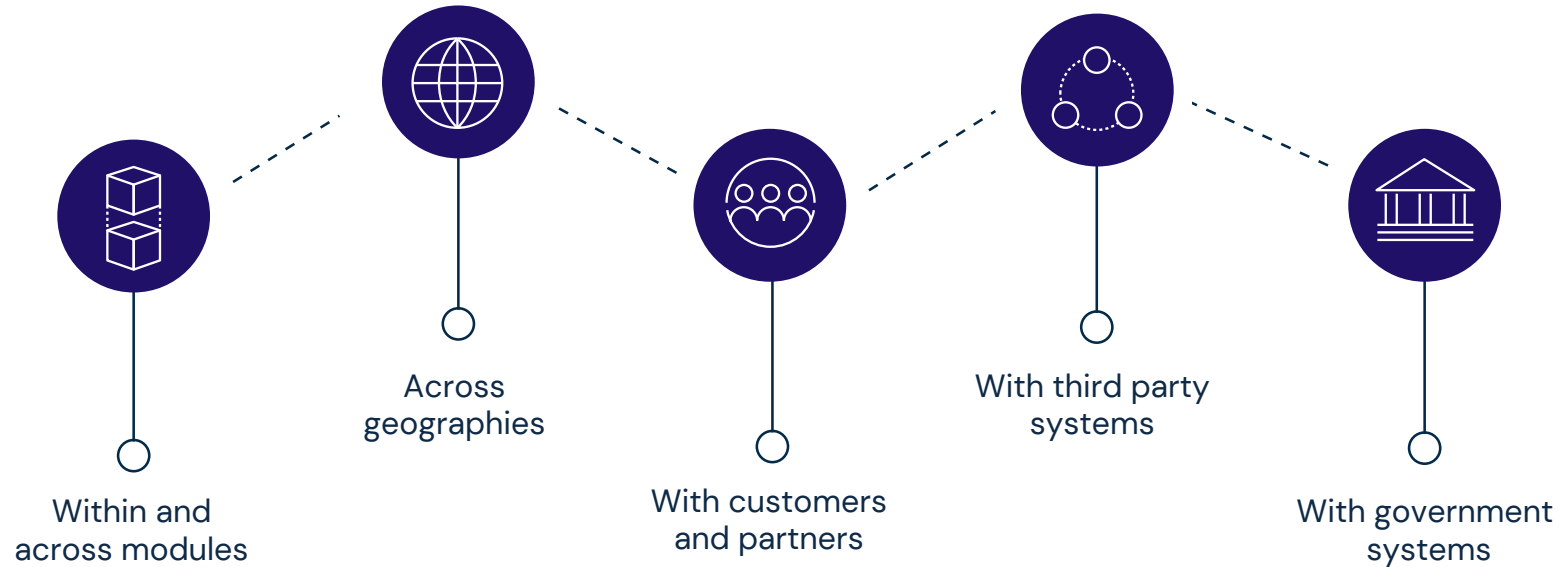 Within and
across modules
Across
geographies
With customers
and partners
With third party
systems
With government
systems